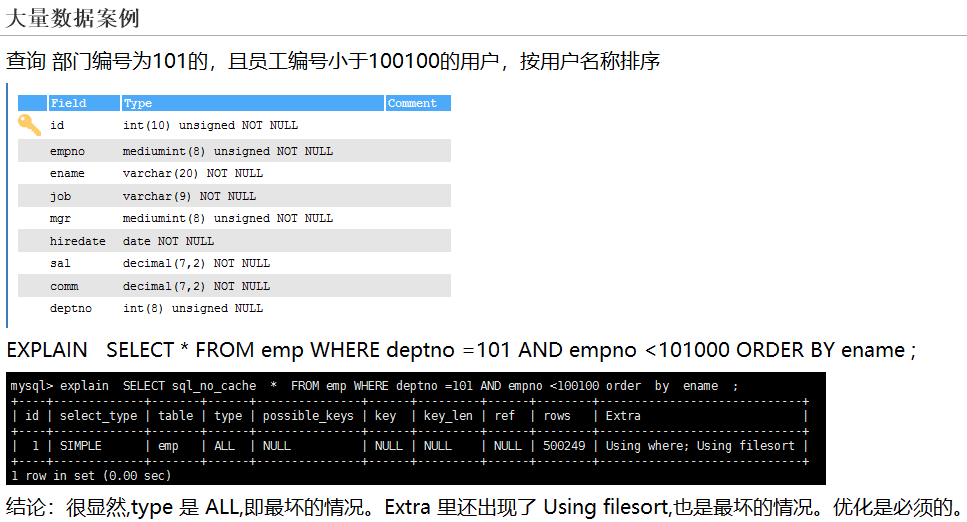 大量数据案例
查询 部门编号为101的，且员工编号小于100100的用户，按用户名称排序
Field Type Comment
id int(10) unsigned NOT NULL
empno mediumint(8) unsigned NOT NULL
ename varchar(20) NOT NULL
job varchar(9) NOT NULL
mgr mediumint(8) unsigned NOT NULL
hiredate date NOT NULL
sal decimal(7,2) NOT NULL
comm decimal(7,2) NOT NULL
deptno int(8) unsigned NULL
EXPLAIN SELECT * FROM emp WHERE deptno =101 AND empno <101000 ORDER BY ename ;
mysql> explain SELECT sql_no_cache * FROM emp WHERE deptno =101 AND empno <100100 order by ename ;
+----+-------------+-------+------+---------------+------+---------+------+--------+-----------------------------+
| id | select_type | table | type | possible_keys | key | key_len | ref | rows | Extra |
+----+-------------+-------+------+---------------+------+---------+------+--------+-----------------------------+
| 1 | SIMPLE | emp | ALL | NULL | NULL | NULL | NULL | 500249 | Using where; Using filesort |
+----+-------------+-------+------+---------------+------+---------+------+--------+-----------------------------+
1 row in set (0.00 sec)
结论：很显然,type 是 ALL,即最坏的情况。Extra 里还出现了 Using filesort,也是最坏的情况。优化是必须的。